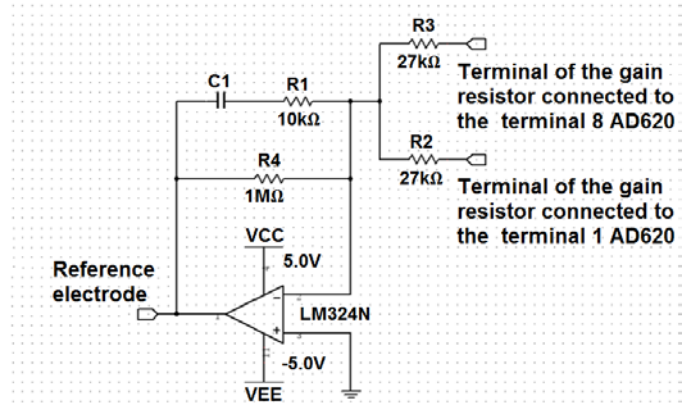 R3
27kΩ
Terminal of the gain
resistor connected to
the terminal 8 AD620
C1
R1
10kΩ
R2
27kΩ
Terminal of the gain
resistor connected to
the terminal 1 AD620
R4
1MΩ
VCC
5.0V
Reference
electrode
2
LM324N
3
-5.0V
VEE